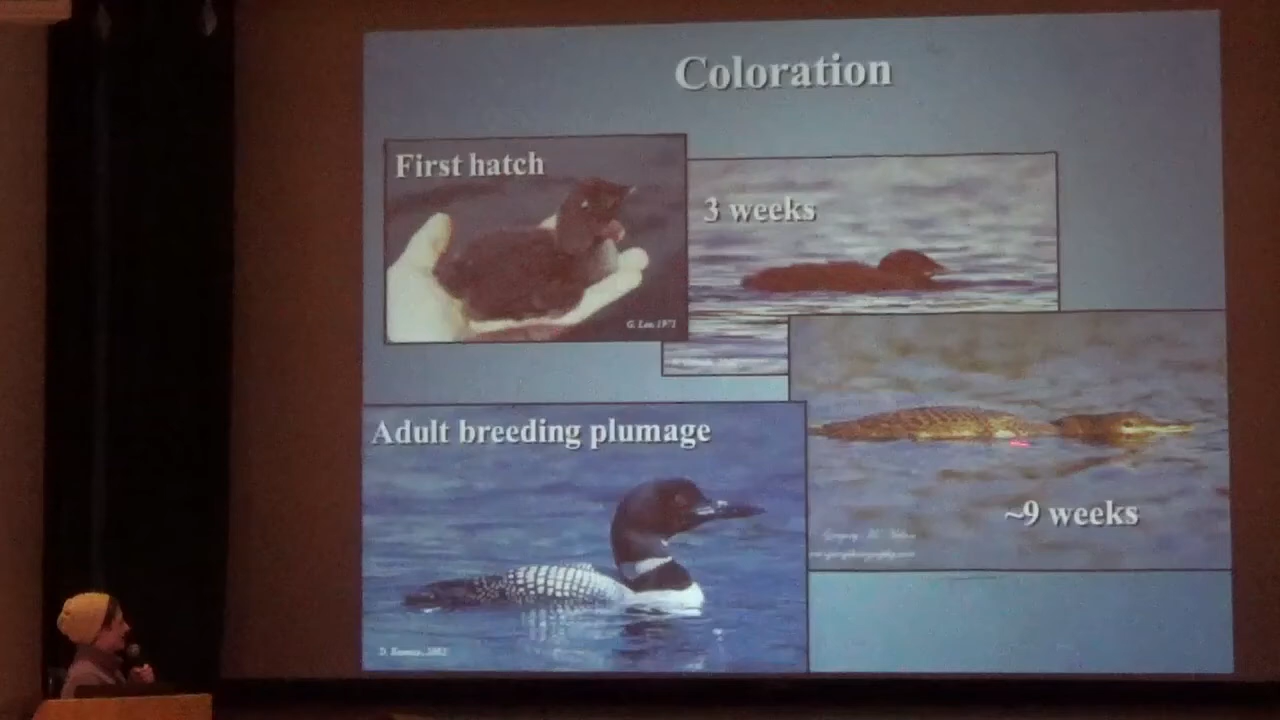 Coloration
First hatch
3 weeks
Adult breeding plumage
~9 weeks